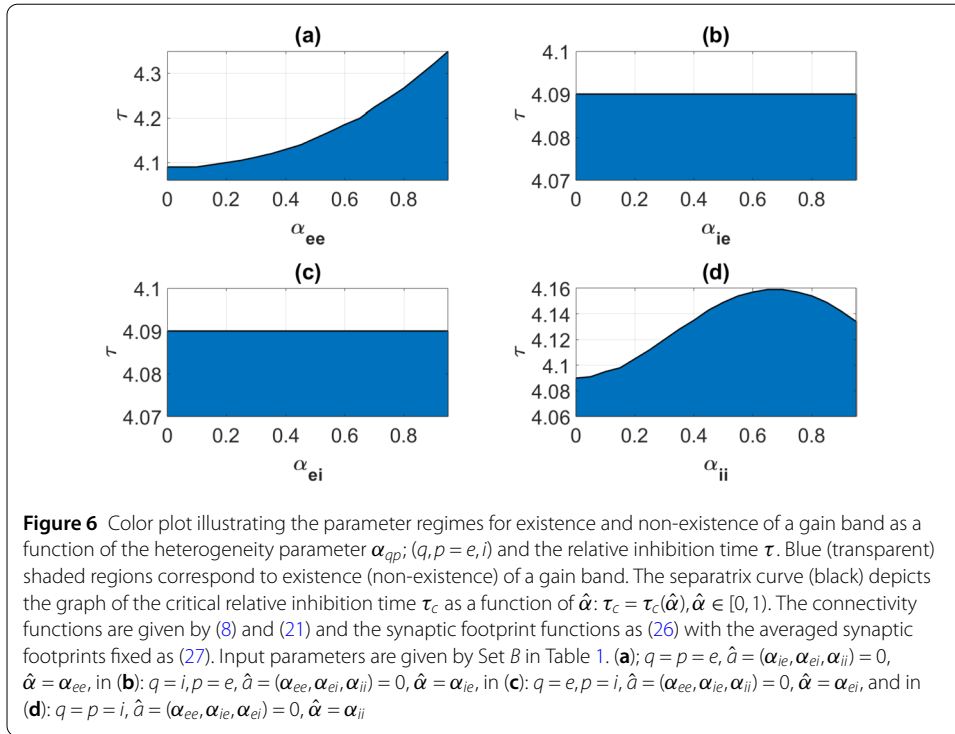 (a)
4.3
4.2
4.1
τ
0 0.2 0.4 0.6 0.8
α_ee
(b)
4.1
4.09
4.08
4.07
τ
0 0.2 0.4 0.6 0.8
α_ie
(c)
4.1
4.09
4.08
4.07
τ
0 0.2 0.4 0.6 0.8
α_ei
(d)
4.16
4.14
4.12
4.1
4.08
4.06
τ
0 0.2 0.4 0.6 0.8
α_ii
Figure 6 Color plot illustrating the parameter regimes for existence and non-existence of a gain band as a
function of the heterogeneity parameter α_qp; (q, p = e, i) and the relative inhibition time τ. Blue (transparent)
shaded regions correspond to existence (non-existence) of a gain band. The separatrix curve (black) depicts
the graph of the critical relative inhibition time τ_c as a function of α̂: τ_c = τ_c(α̂), α̂ ∈ [0, 1). The connectivity
functions are given by (8) and (21) and the synaptic footprint functions as (26) with the averaged synaptic
footprints fixed as (27). Input parameters are given by Set B in Table 1. (a); q = p = e, â = (α_ie, α_ei, α_ii) = 0,
α̂ = α_ee, in (b): q = i, p = e, â = (α_ee, α_ei, α_ii) = 0, α̂ = α_ie, in (c): q = e, p = i, â = (α_ee, α_ie, α_ii) = 0, α̂ = α_ei, and in
(d): q = p = i, â = (α_ee, α_ie, α_ei) = 0, α̂ = α_ii